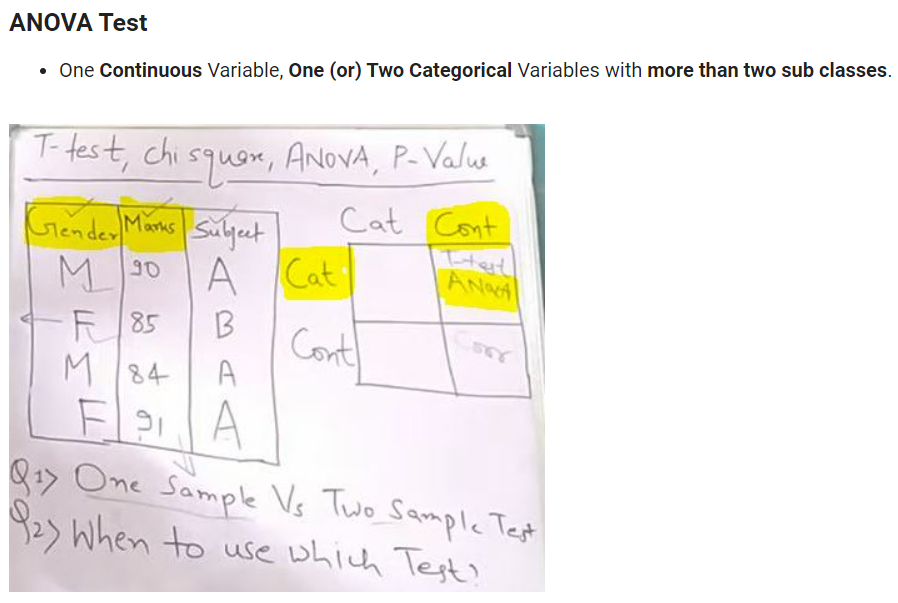 ANOVA Test
• One Continuous Variable, One (or) Two Categorical Variables with more than two sub classes.
T-test, chi square, ANOVA, P-Value
Gender Marks Subject
M 90 A
F 85 B
M 84 A
F 91 A
Cat Cont
Cat T-test
ANOVA
Cont Corr
Q1> One Sample Vs Two Sample Test
Q2> When to use which Test?